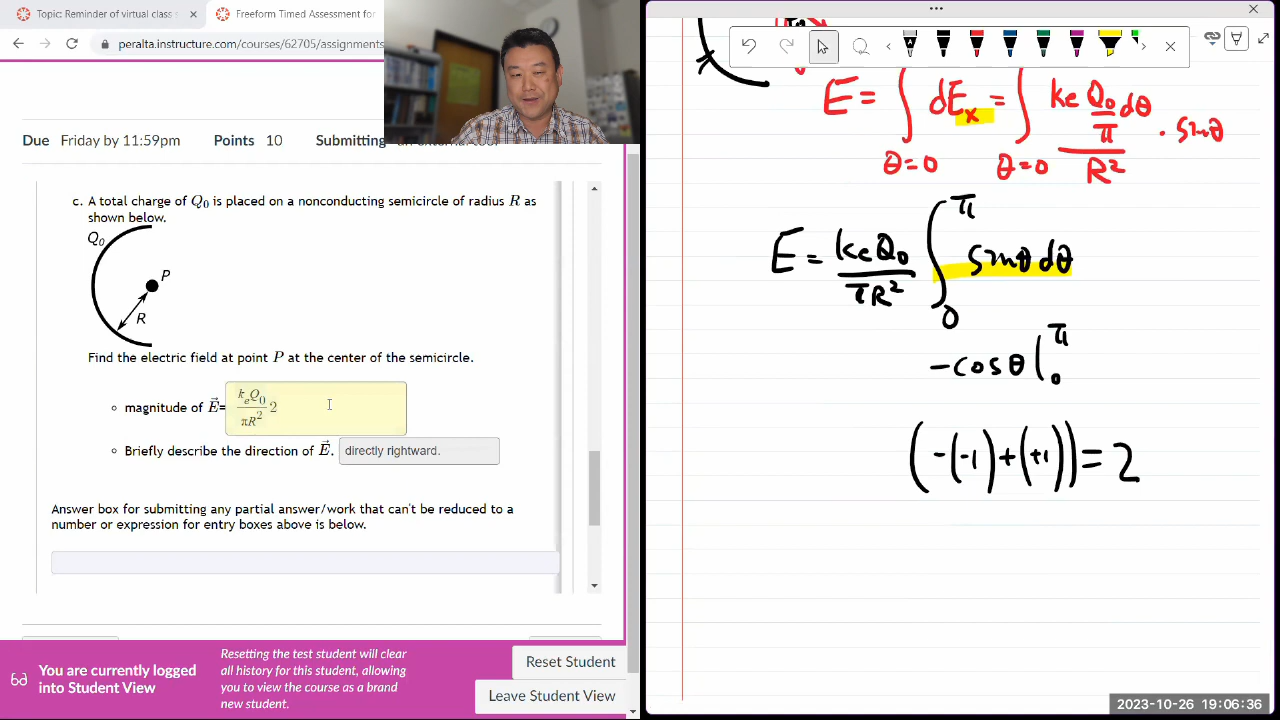 Topic: Reminder of virtual class s
Freeform Timed Assessment for
peralta.instructure.com/courses/62705/assignments
Due Friday by 11:59pm Points 10 Submitting
c. A total charge of Q₀ is placed on a nonconducting semicircle of radius R as
shown below.
Q₀
P
R
Find the electric field at point P at the center of the semicircle.
magnitude of E⃗= kₑQ₀/πR² 2
Briefly describe the direction of E⃗. directly rightward.
Answer box for submitting any partial answer/work that can't be reduced to a
number or expression for entry boxes above is below.
You are currently logged
into Student View
Resetting the test student will clear
all history for this student, allowing
you to view the course as a brand
new student.
Reset Student
Leave Student View
E = ∫θ=0 dEx = ∫θ=0 ke Q₀/π dθ / R² · sinθ
E = keQ₀/πR² ∫₀^π sinθ dθ
-cosθ |₀^π
(-(-1)+(+1)) = 2
2023-10-26 19:06:36